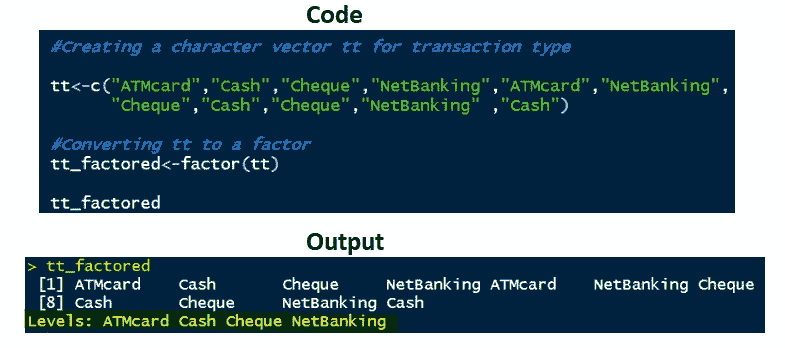 Code
#Creating a character vector tt for transaction type
tt<-c("ATMcard","Cash","Cheque","NetBanking","ATMcard","NetBanking",
"Cheque","Cash","Cheque","NetBanking" ,"Cash")
#Converting tt to a factor
tt_factored<-factor(tt)
tt_factored
Output
> tt_factored
[1] ATMcard Cash Cheque NetBanking ATMcard NetBanking Cheque
[8] Cash Cheque NetBanking Cash
Levels: ATMcard Cash Cheque NetBanking